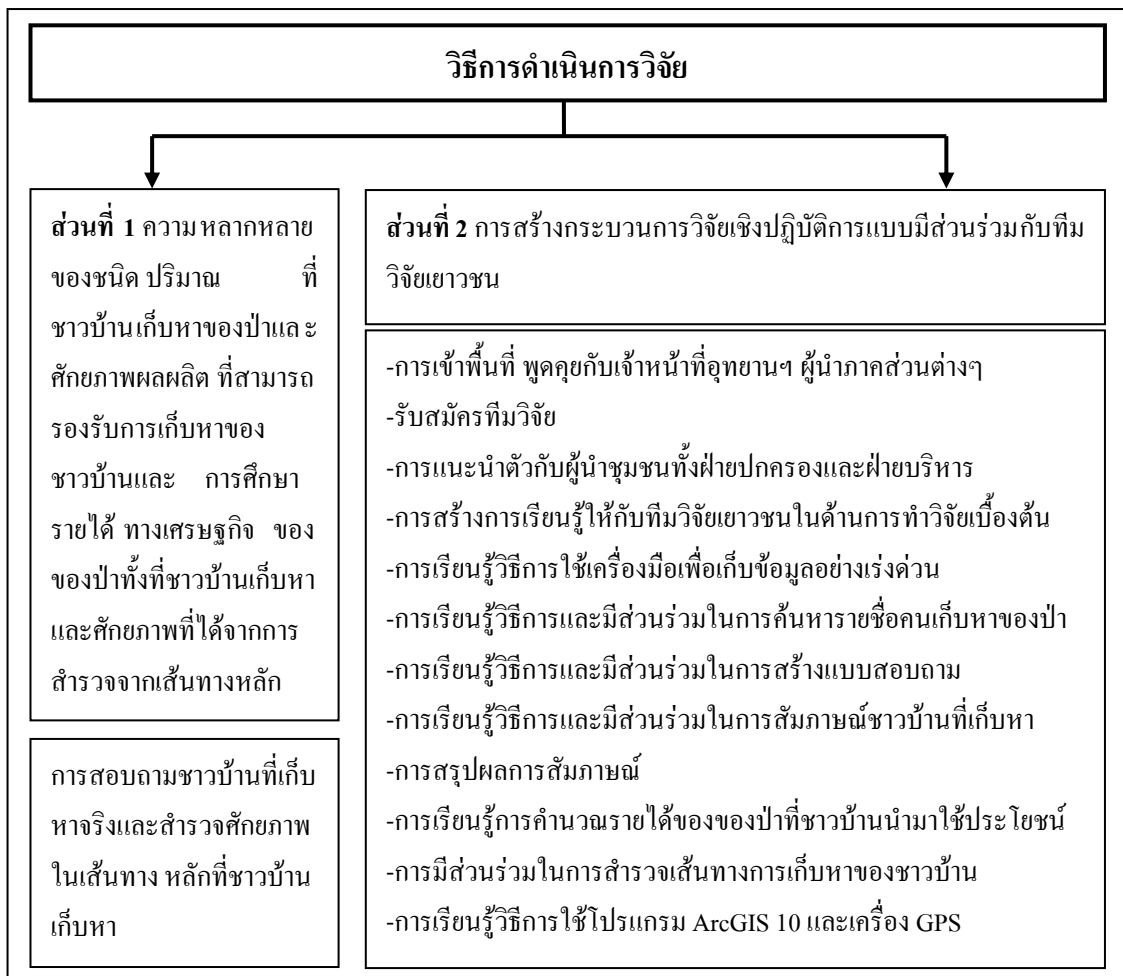 วิธีการดำเนินการวิจัย
ส่วนที่ 1 ความหลากหลาย
ของชนิด ปริมาณ ที่
ชาวบ้านเก็บหาของป่าและ
ศักยภาพผลผลิต ที่สามารถ
รองรับการเก็บหาของ
ชาวบ้านและ การศึกษา
รายได้ ทางเศรษฐกิจ ของ
ของป่าทั้งที่ชาวบ้านเก็บหา
และศักยภาพที่ได้จากการ
สำรวจจากเส้นทางหลัก
การสอบถามชาวบ้านที่เก็บ
หาจริงและสำรวจศักยภาพ
ในเส้นทาง หลักที่ชาวบ้าน
เก็บหา
ส่วนที่ 2 การสร้างกระบวนการวิจัยเชิงปฏิบัติการแบบมีส่วนร่วมกับทีม
วิจัยเยาวชน
-การเข้าพื้นที่ พูดคุยกับเจ้าหน้าที่อุทยานฯ ผู้นำภาคส่วนต่างๆ
-รับสมัครทีมวิจัย
-การแนะนำตัวกับผู้นำชุมชนทั้งฝ่ายปกครองและฝ่ายบริหาร
-การสร้างการเรียนรู้ให้กับทีมวิจัยเยาวชนในด้านการทำวิจัยเบื้องต้น
-การเรียนรู้วิธีการใช้เครื่องมือเพื่อเก็บข้อมูลอย่างเร่งด่วน
-การเรียนรู้วิธีการและมีส่วนร่วมในการค้นหารายชื่อคนเก็บหาของป่า
-การเรียนรู้วิธีการและมีส่วนร่วมในการสร้างแบบสอบถาม
-การเรียนรู้วิธีการและมีส่วนร่วมในการสัมภาษณ์ชาวบ้านที่เก็บหา
-การสรุปผลการสัมภาษณ์
-การเรียนรู้การคำนวณรายได้ของของป่าที่ชาวบ้านนำมาใช้ประโยชน์
-การมีส่วนร่วมในการสำรวจเส้นทางการเก็บหาของชาวบ้าน
-การเรียนรู้วิธีการใช้โปรแกรม ArcGIS 10 และเครื่อง GPS